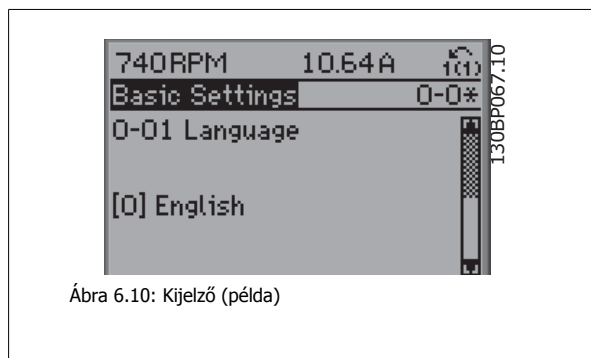 740RPM 10.64A 1(1)
Basic Settings 0-0*
0-01 Language
[0] English
130BP067.10
Ábra 6.10: Kijelző (példa)